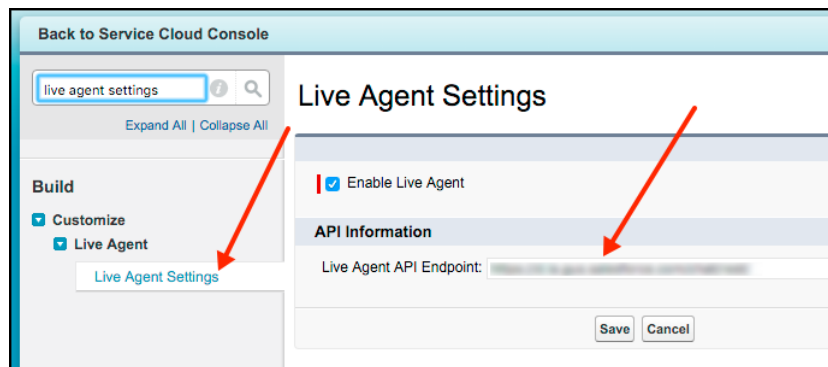 Back to Service Cloud Console
live agent settings
Expand All | Collapse All
Build
Customize
Live Agent
Live Agent Settings
Live Agent Settings
Enable Live Agent
API Information
Live Agent API Endpoint:
Save Cancel